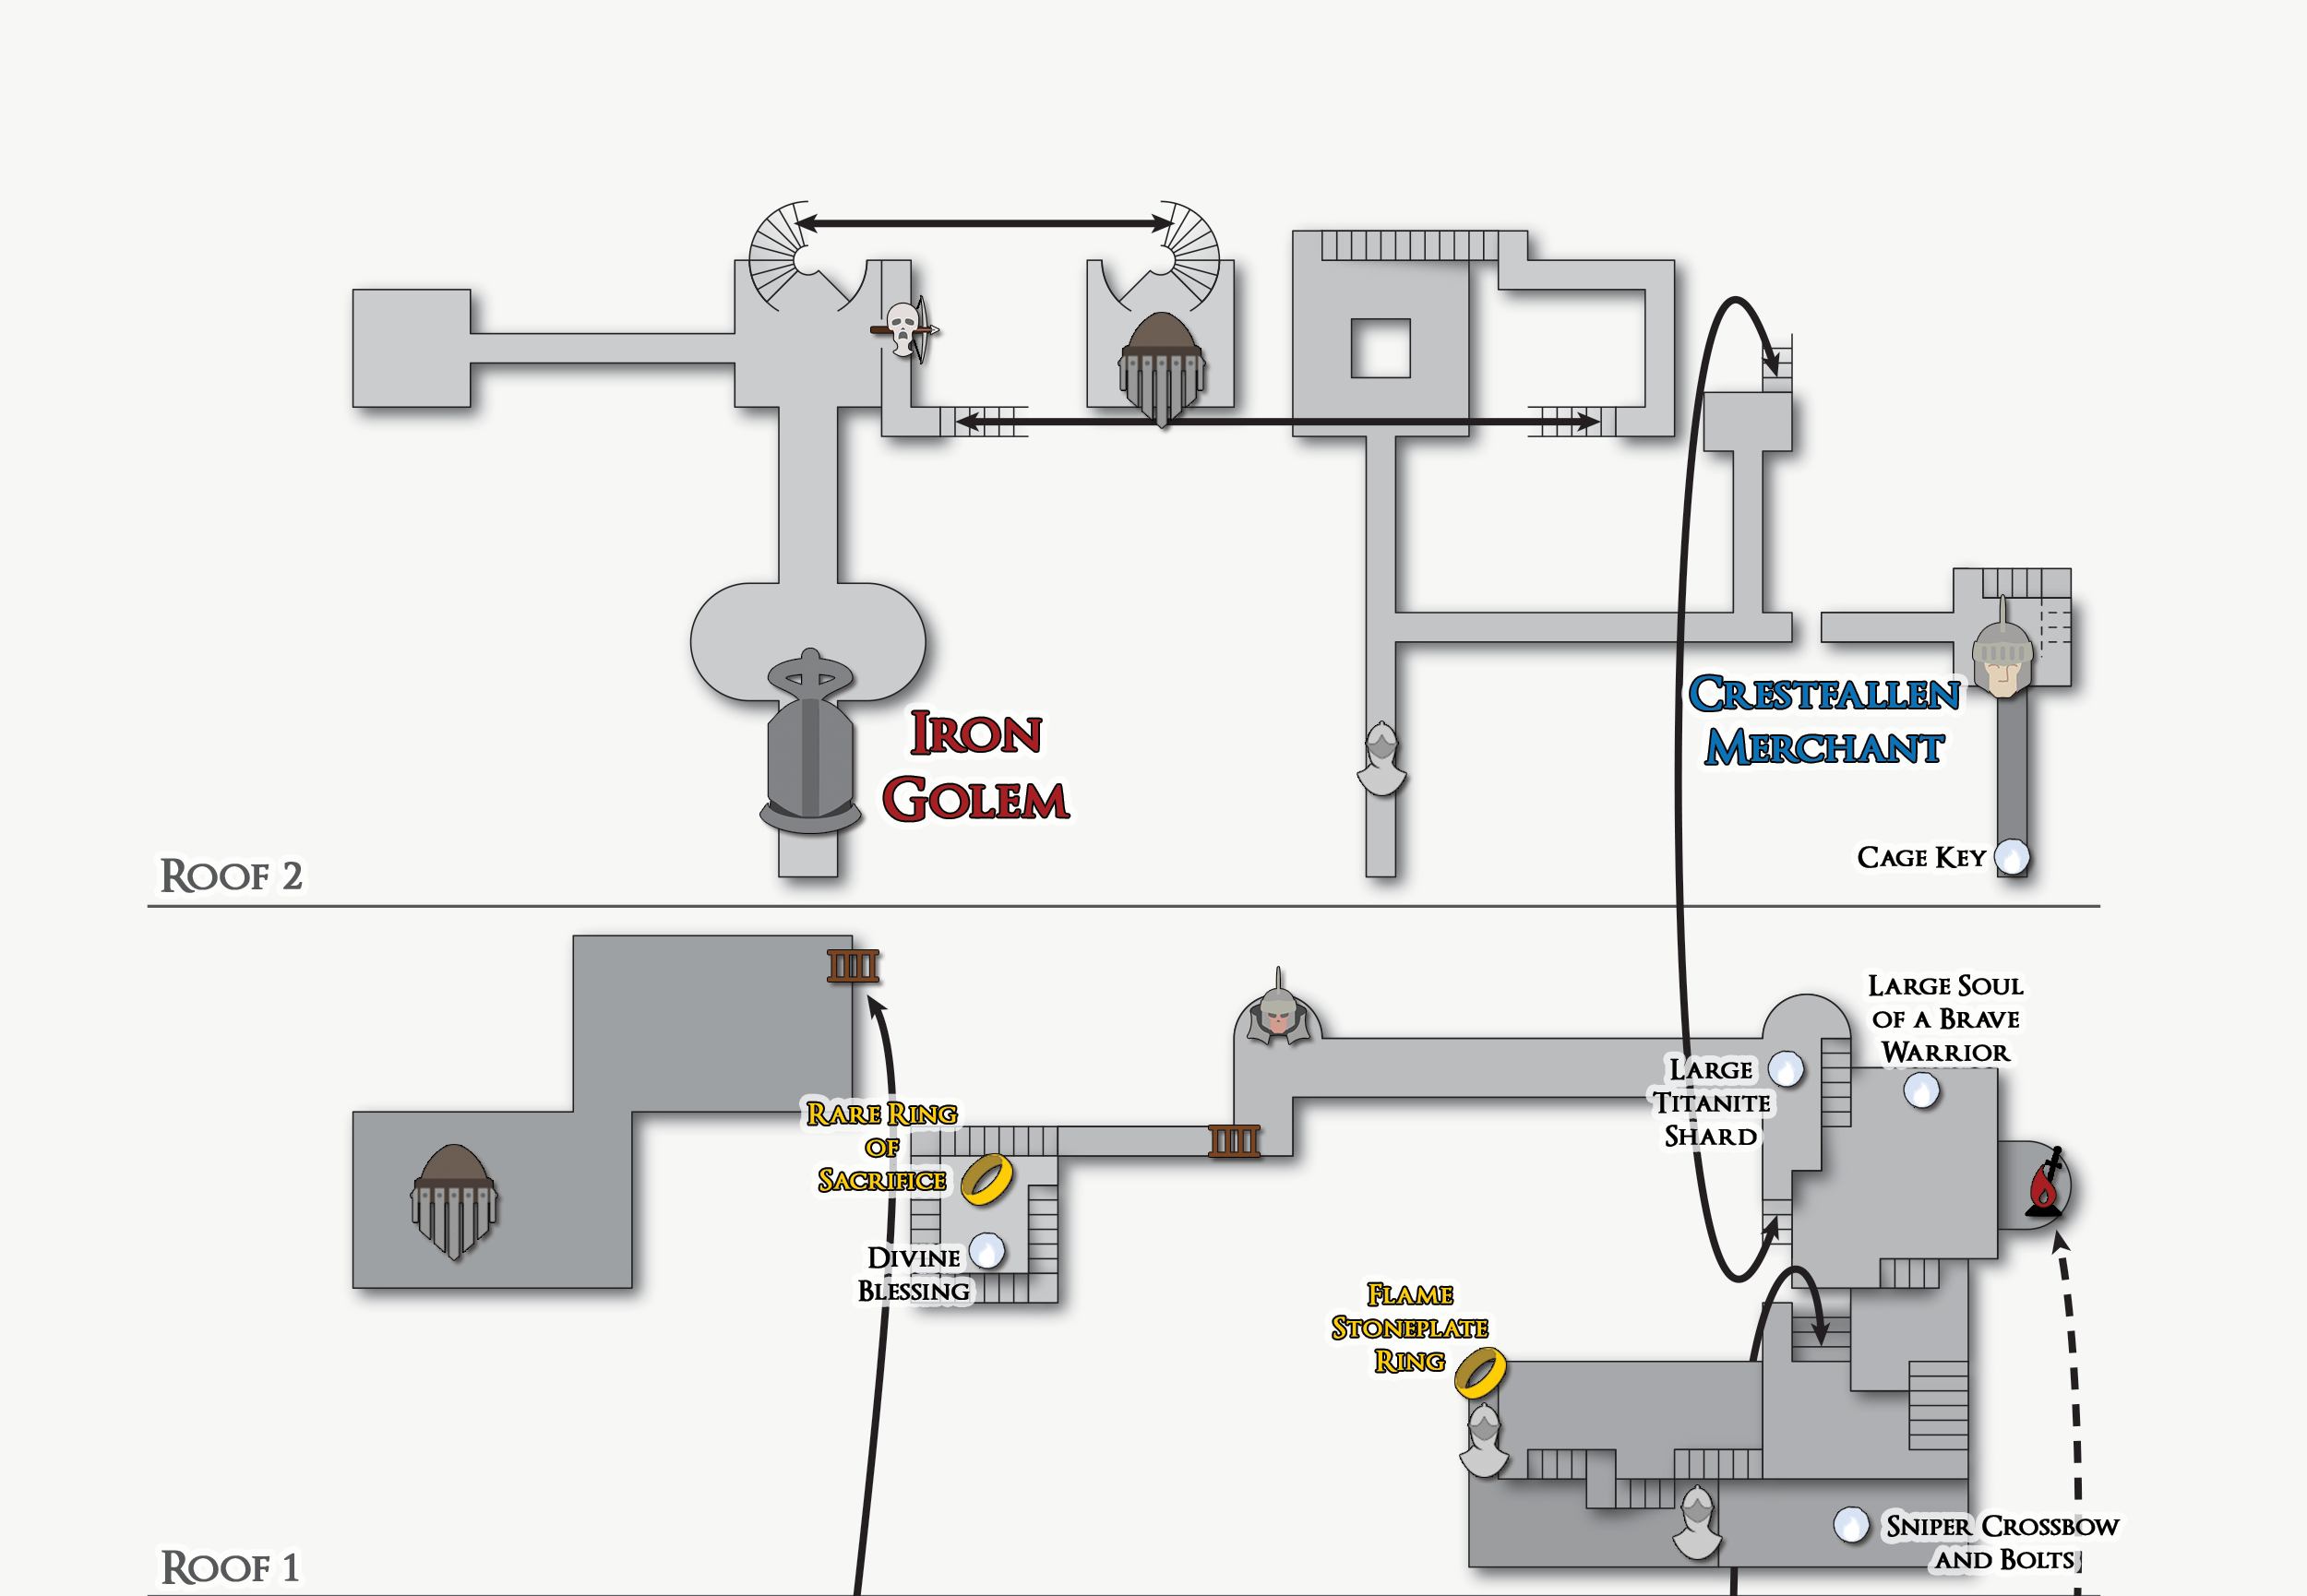 Iron
Golem
Crestfallen
Merchant
Cage Key
Roof 2
Large Soul
of a Brave
Warrior
Large
Titanite
Shard
Rare Ring
of
Sacrifice
Divine
Blessing
Flame
Stoneplate
Ring
Sniper Crossbow
and Bolts
Roof 1